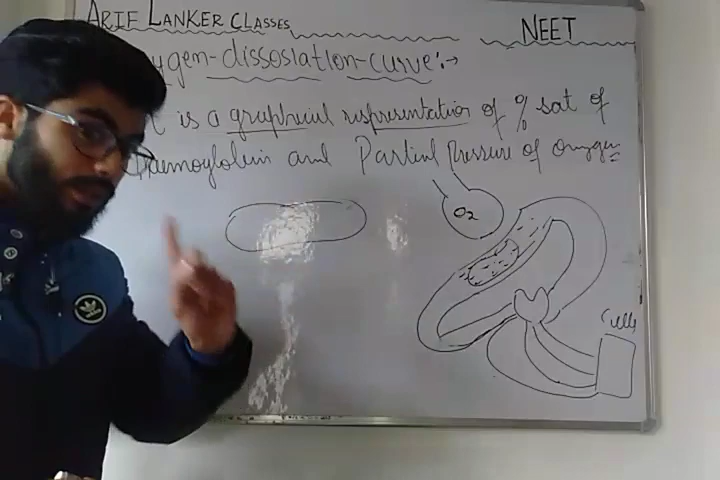 ARIF LANKER CLASSES
NEET
ygen-dissosiation-curve:→
is a graphical representation of % sat of
Haemoglobin and Partial Pressure of oxygen
O2
Cells